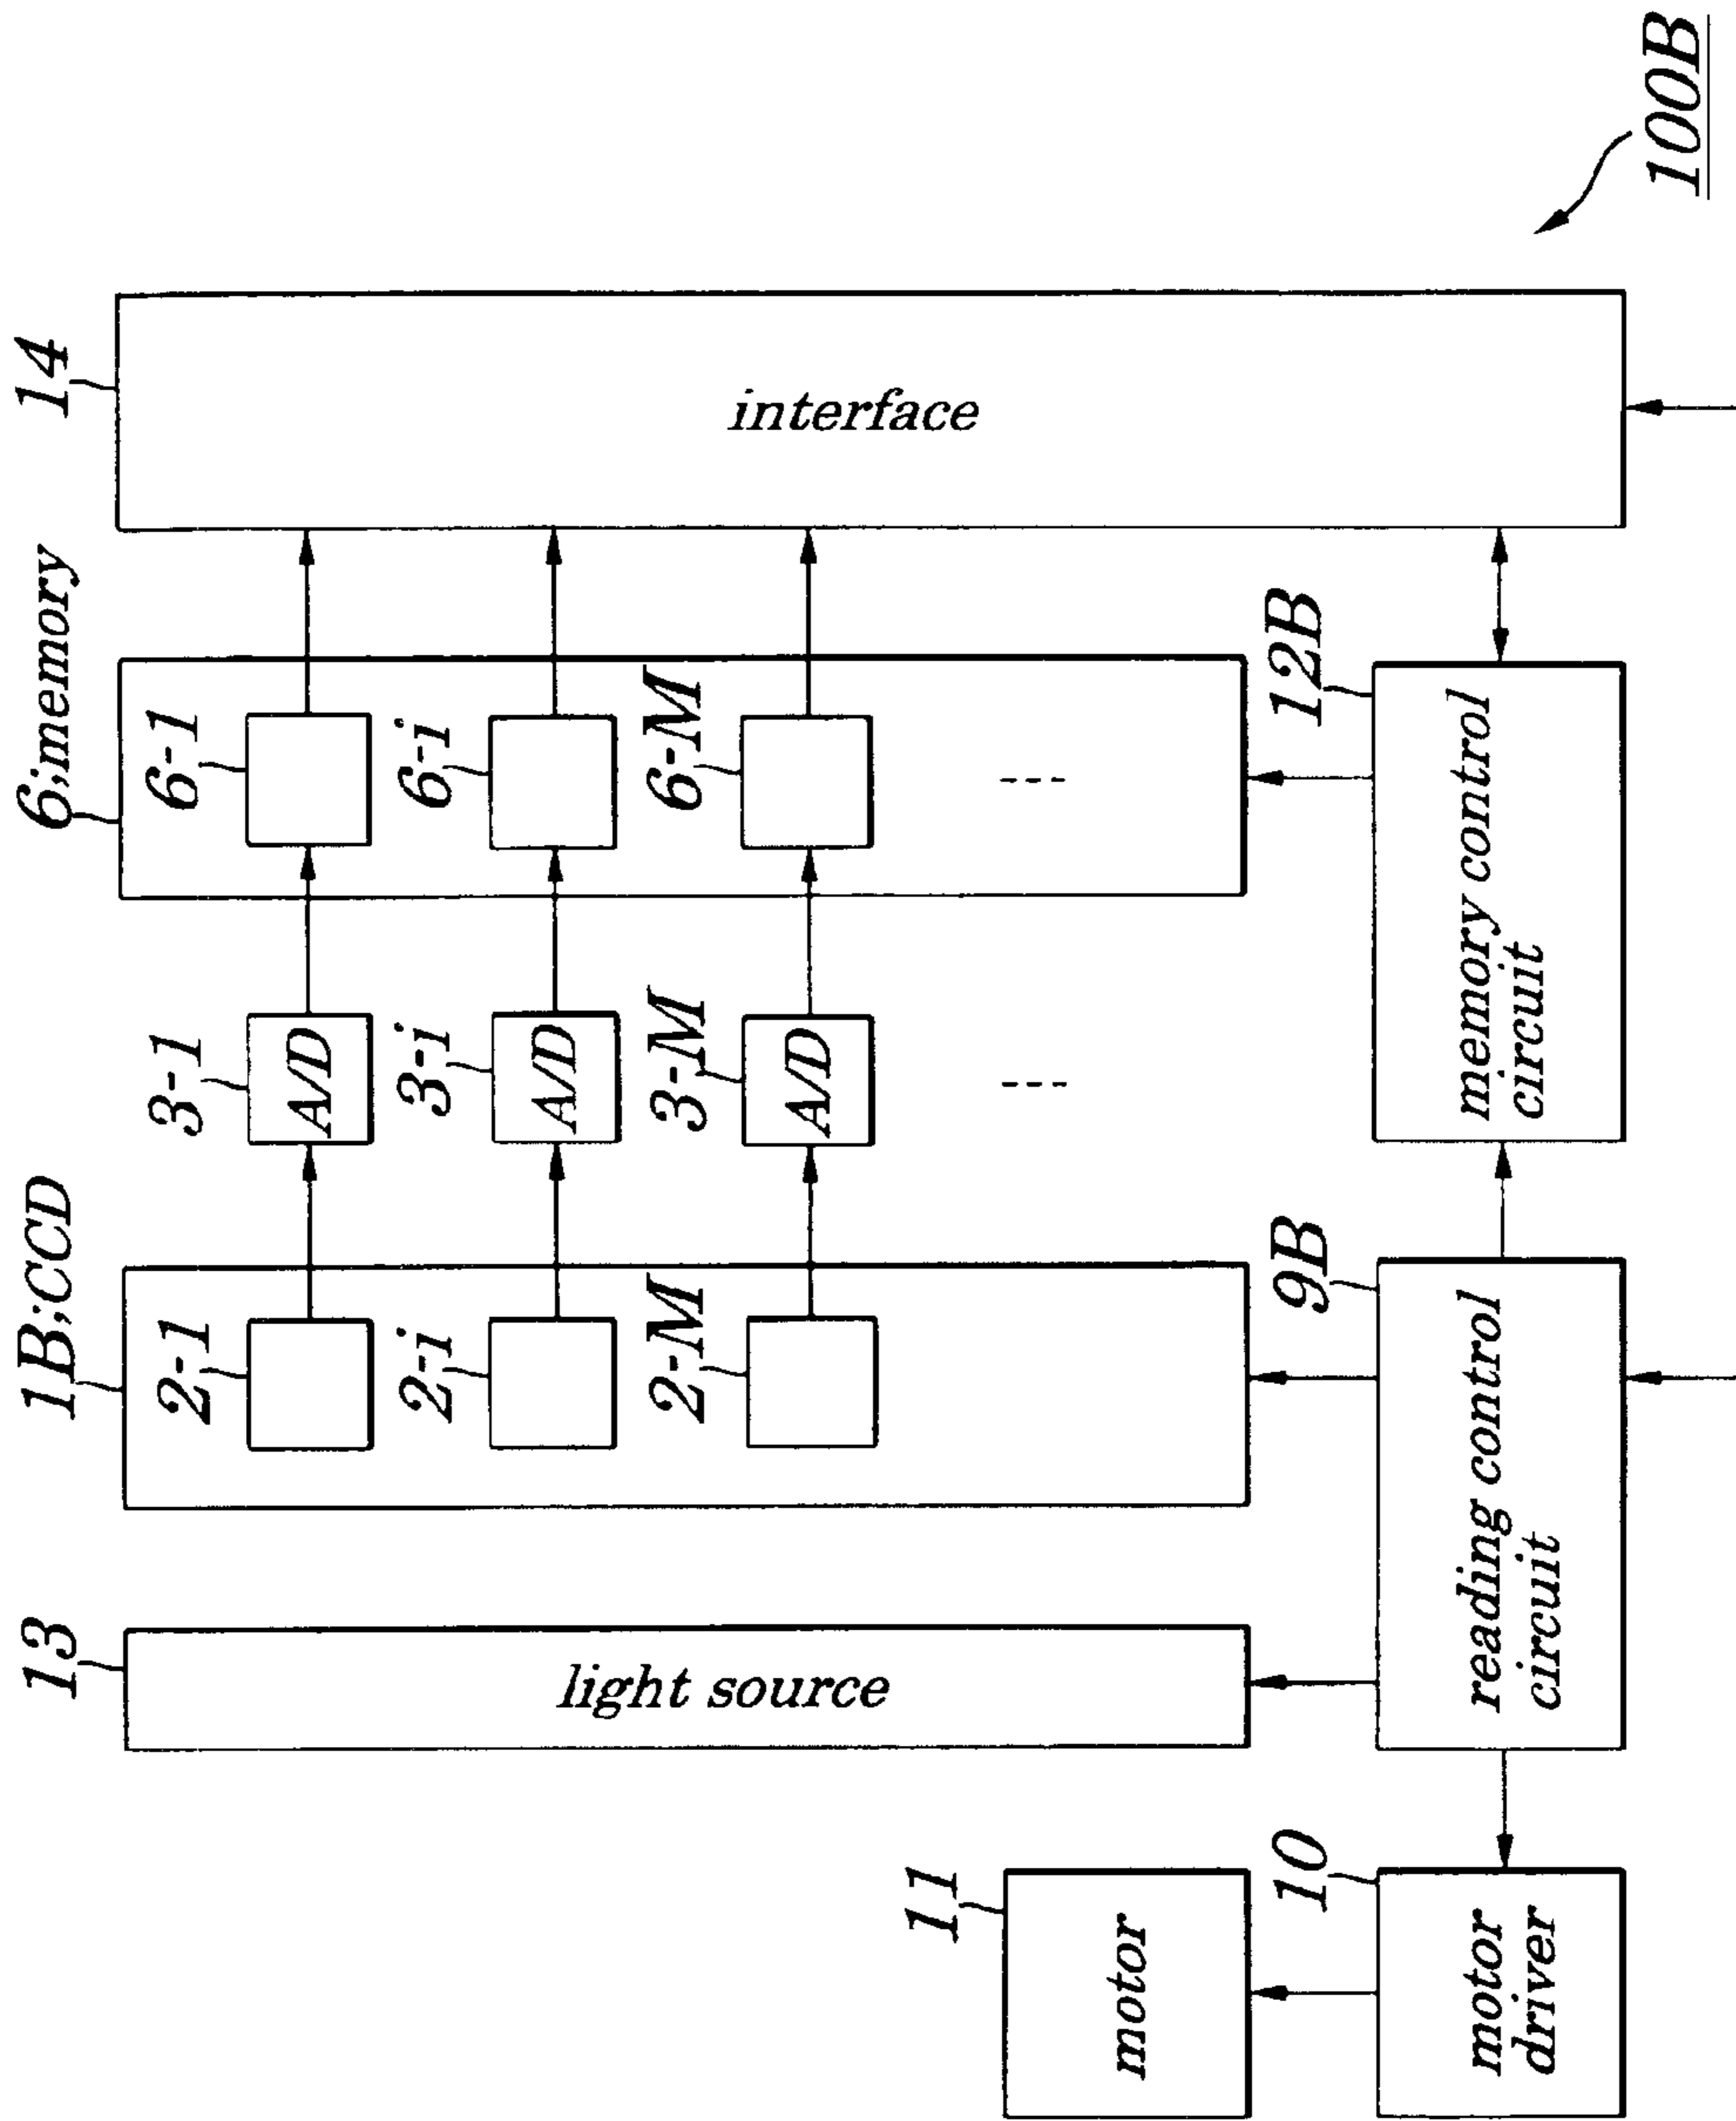 1B;CCD
6;memory
13
14
2-1
3-1
6-1
A/D
2-i
3-i
6-i
A/D
2-M
3-M
6-M
A/D
light source
interface
---
---
11
motor
10
motor
driver
9B
reading control
circuit
12B
memory control
circuit
100B